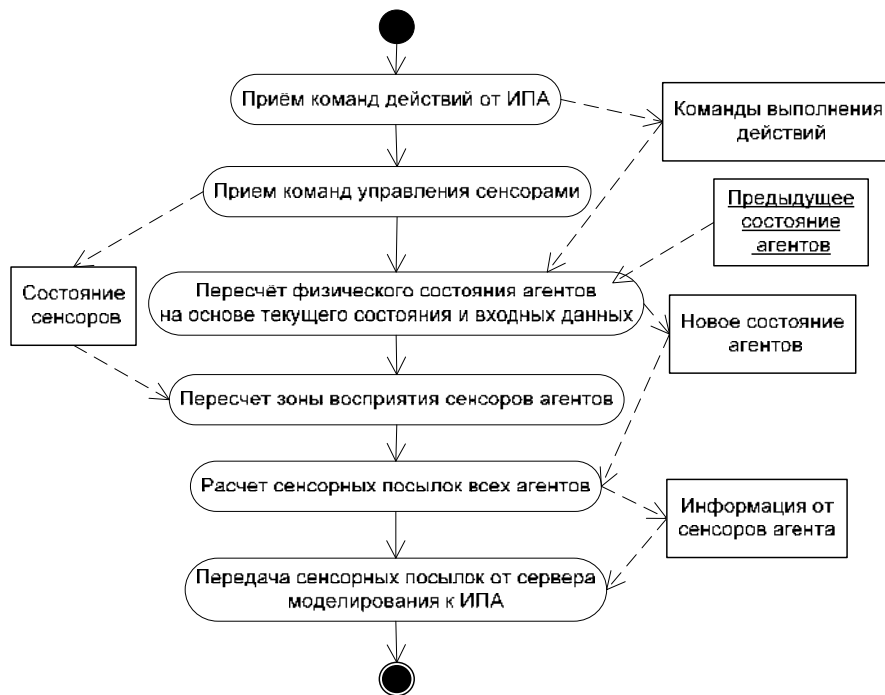 Приём команд действий от ИПА
Команды выполнения
действий
Прием команд управления сенсорами
Предыдущее
состояние
агентов
Состояние
сенсоров
Пересчёт физического состояния агентов
на основе текущего состояния и входных данных
Новое состояние
агентов
Пересчет зоны восприятия сенсоров агентов
Расчет сенсорных посылок всех агентов
Информация от
сенсоров агента
Передача сенсорных посылок от сервера
моделирования к ИПА